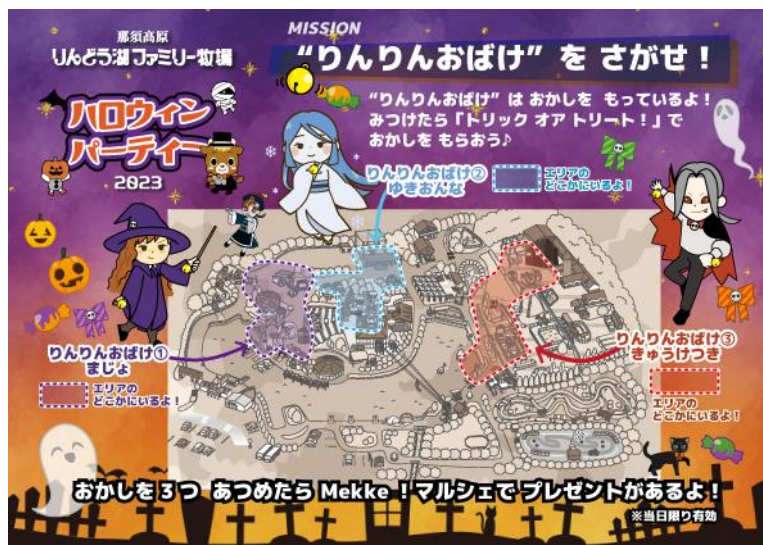 那須高原
りんどう湖ファミリー牧場
ハロウィン
パーティー
2023
MISSION
“りんりんおばけ”を さがせ！
“りんりんおばけ” は おかしを もっているよ！
みつけたら「トリック オア トリート！」で
おかしを もらおう♪
りんりんおばけ②
ゆきおんな
エリアの
どこかにいるよ！
りんりんおばけ①
まじょ
エリアの
どこかにいるよ！
りんりんおばけ③
きゅうけつき
エリアの
どこかにいるよ！
おかしを３つ あつめたら Mekke！マルシェで プレゼントがあるよ！
※当日限り有効